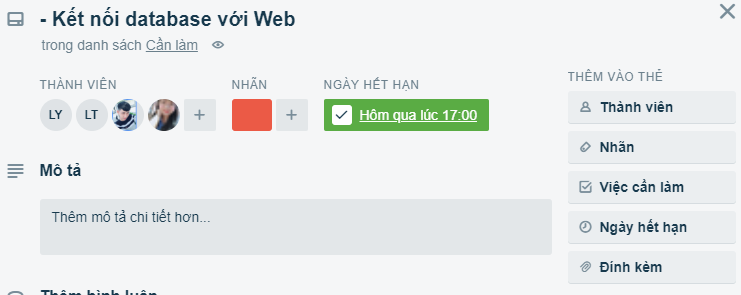 - Kết nối database với Web
trong danh sách Cần làm
THÀNH VIÊN
NHÃN
NGÀY HẾT HẠN
LY LT + +
Hôm qua lúc 17:00
Mô tả
Thêm mô tả chi tiết hơn...
THÊM VÀO THẺ
Thành viên
Nhãn
Việc cần làm
Ngày hết hạn
Đính kèm